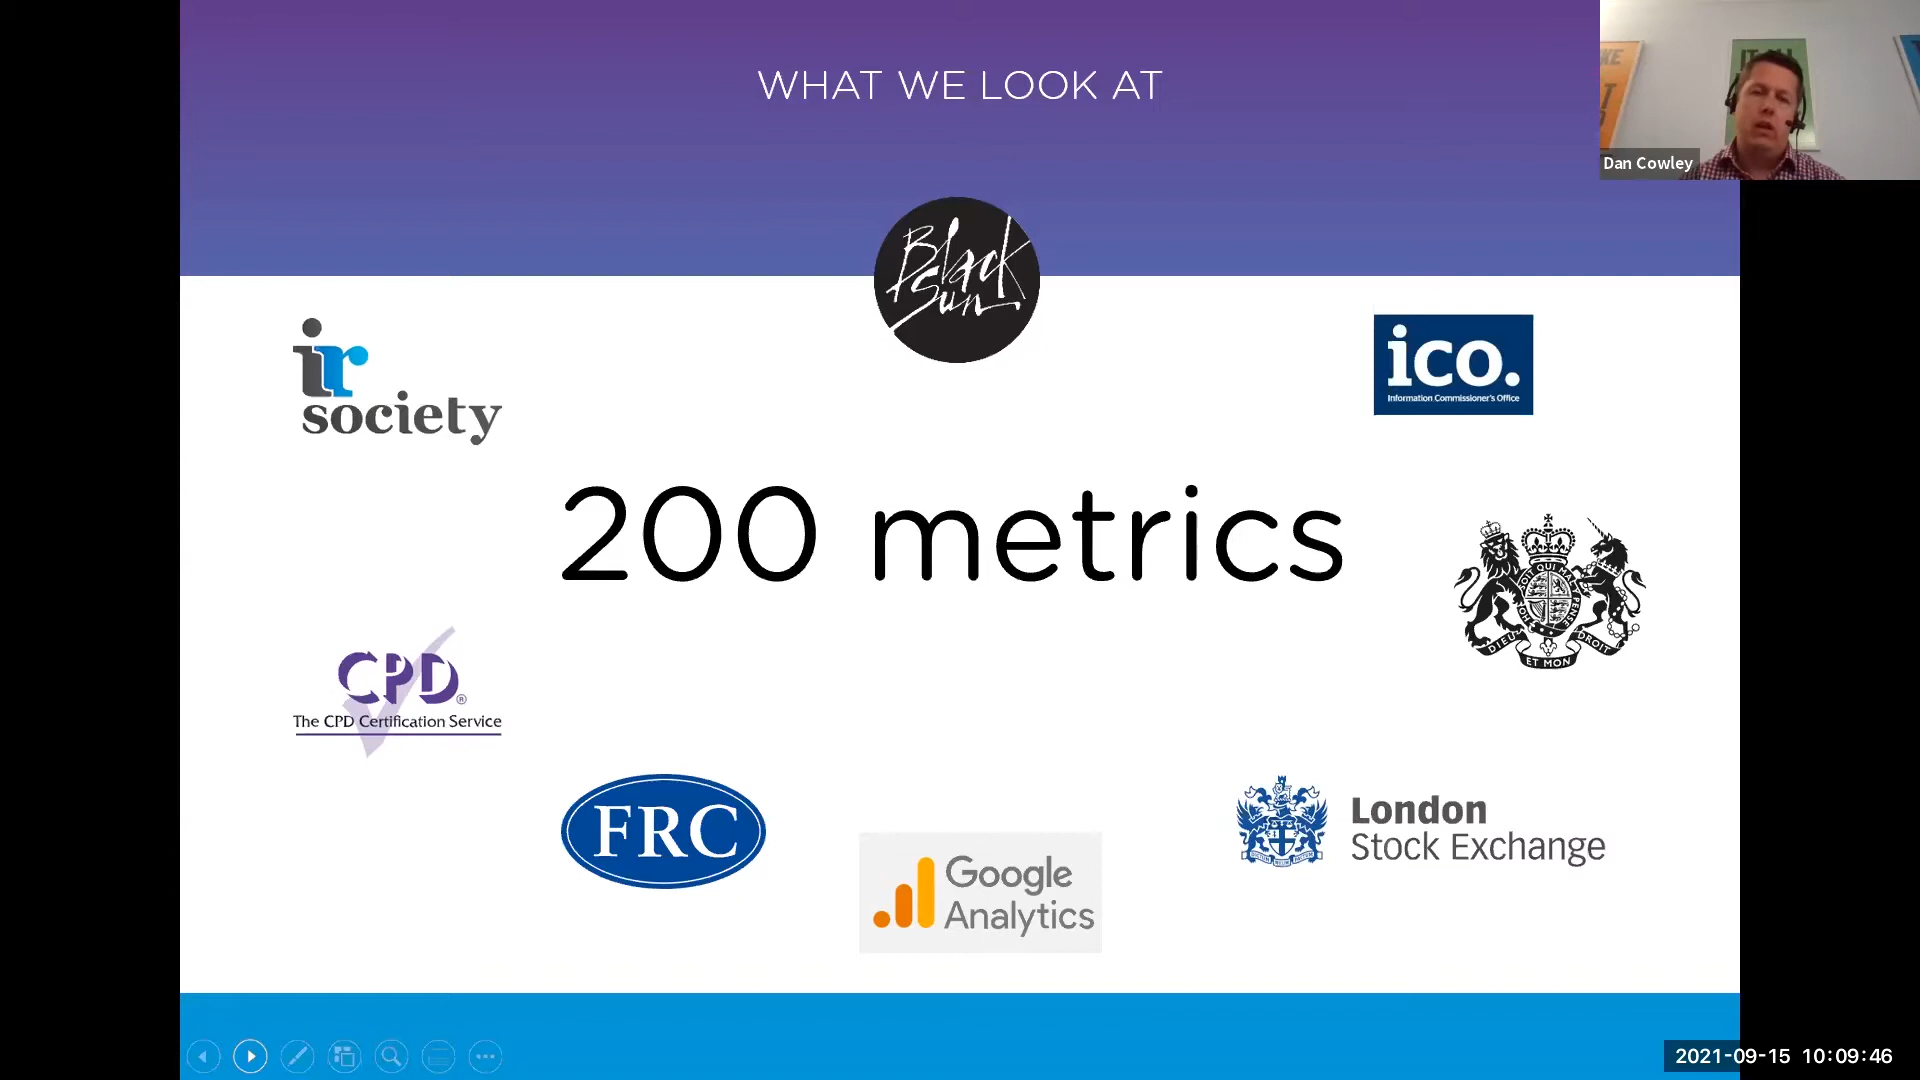 WHAT WE LOOK AT
Dan Cowley
Black
Sun
ir
society
ico.
Information Commissioner's Office
200 metrics
DIEU ET MON DROIT
CPD®
The CPD Certification Service
FRC
Google
Analytics
London
Stock Exchange
2021-09-15 10:09:46